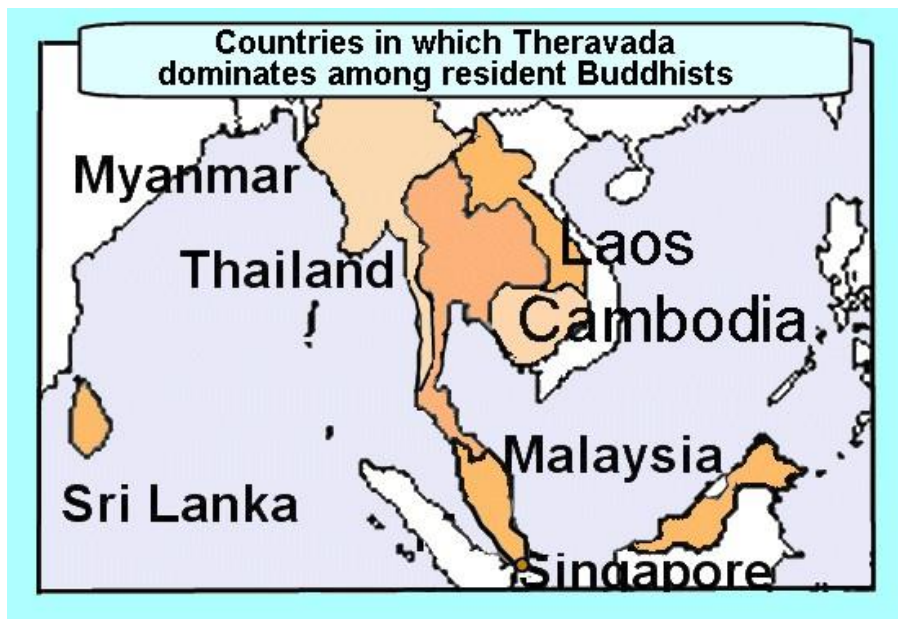 Countries in which Theravada
dominates among resident Buddhists
Myanmar
Laos
Thailand
Cambodia
Malaysia
Sri Lanka
Singapore